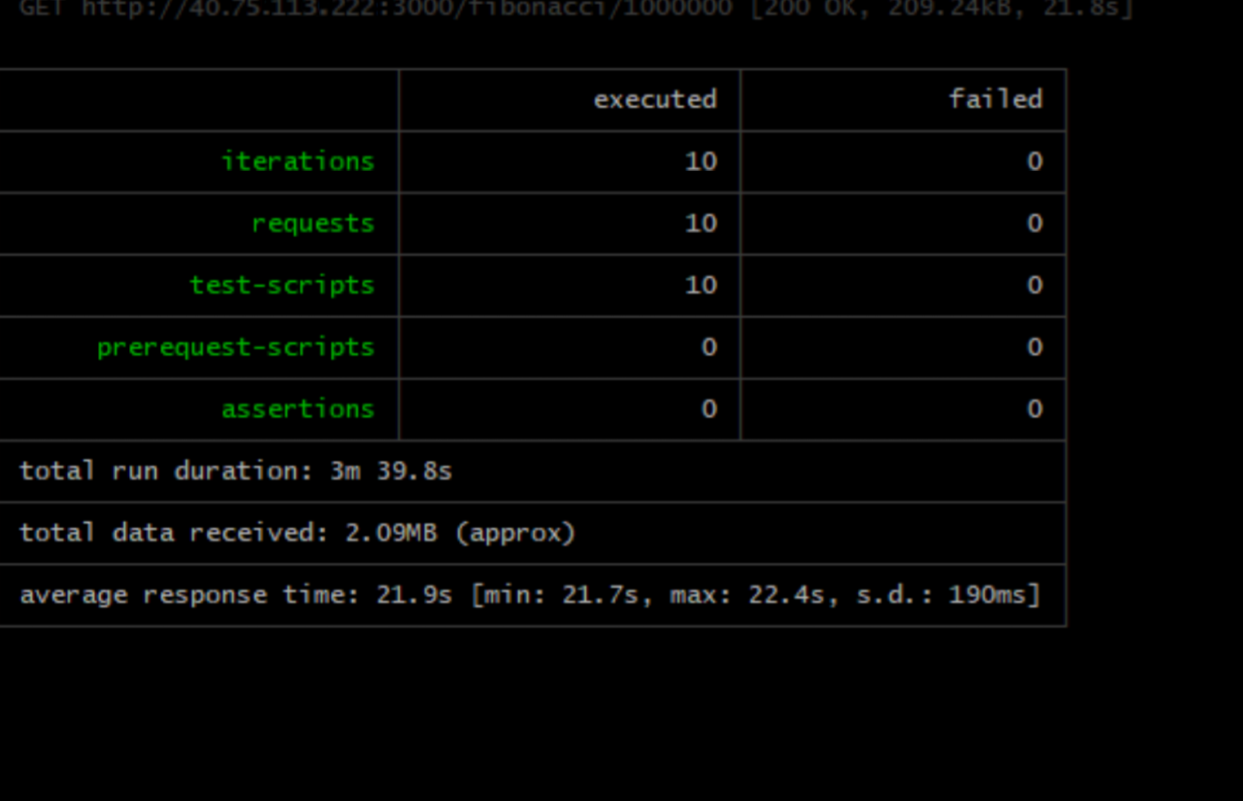 GET http://40.75.113.222:3000/fibonacci/1000000 [200 OK, 209.24kB, 21.8s]
executed failed
iterations 10 0
requests 10 0
test-scripts 10 0
prerequest-scripts 0 0
assertions 0 0
total run duration: 3m 39.8s
total data received: 2.09MB (approx)
average response time: 21.9s [min: 21.7s, max: 22.4s, s.d.: 190ms]